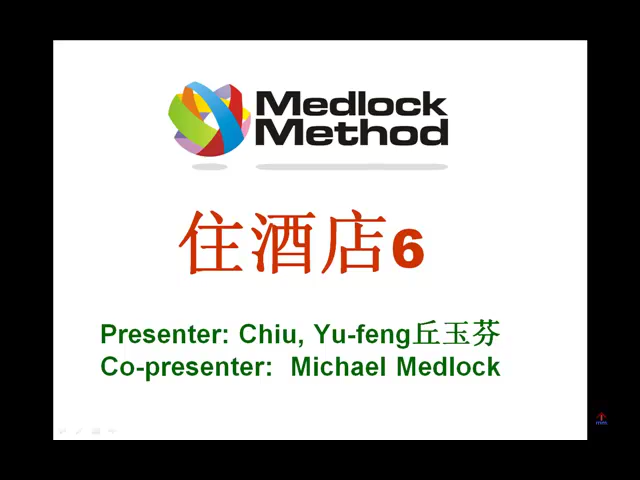 Medlock
Method
住酒店6
Presenter: Chiu, Yu-feng丘玉芬
Co-presenter: Michael Medlock